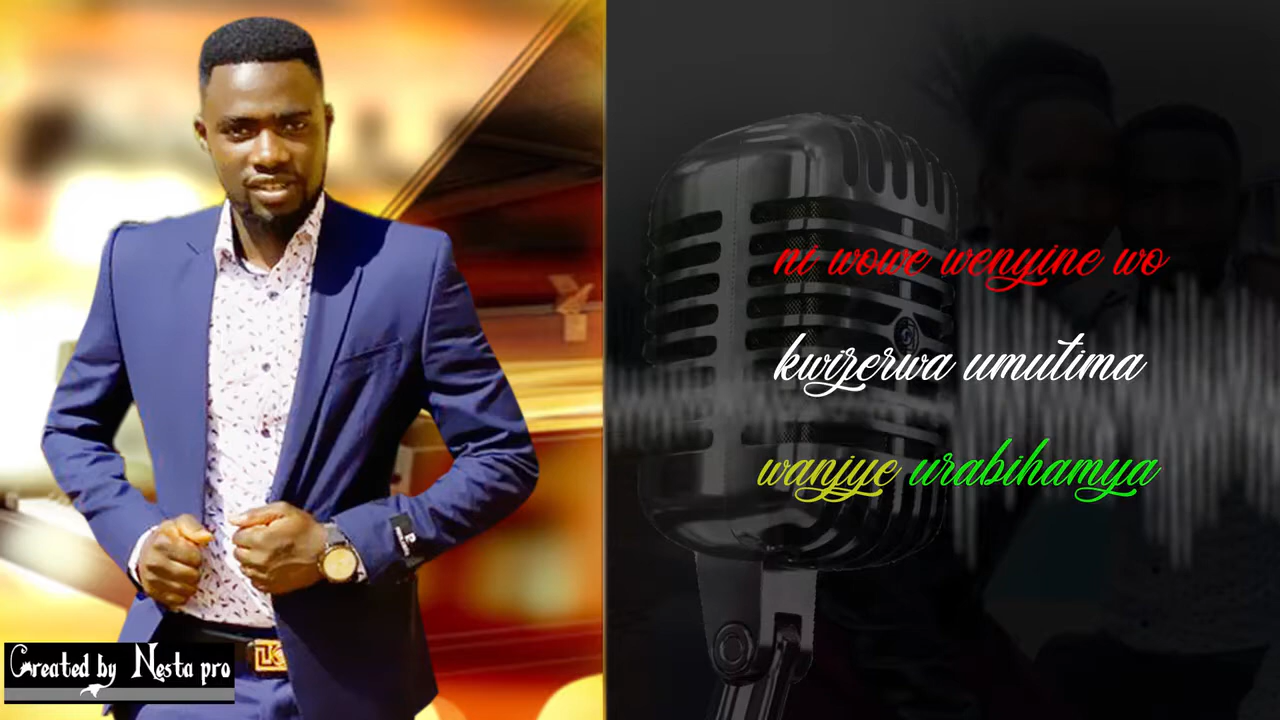 ni wowe wenyine wo
kwizerwa umutima
wanjye urabihamya
Created by Nesta pro